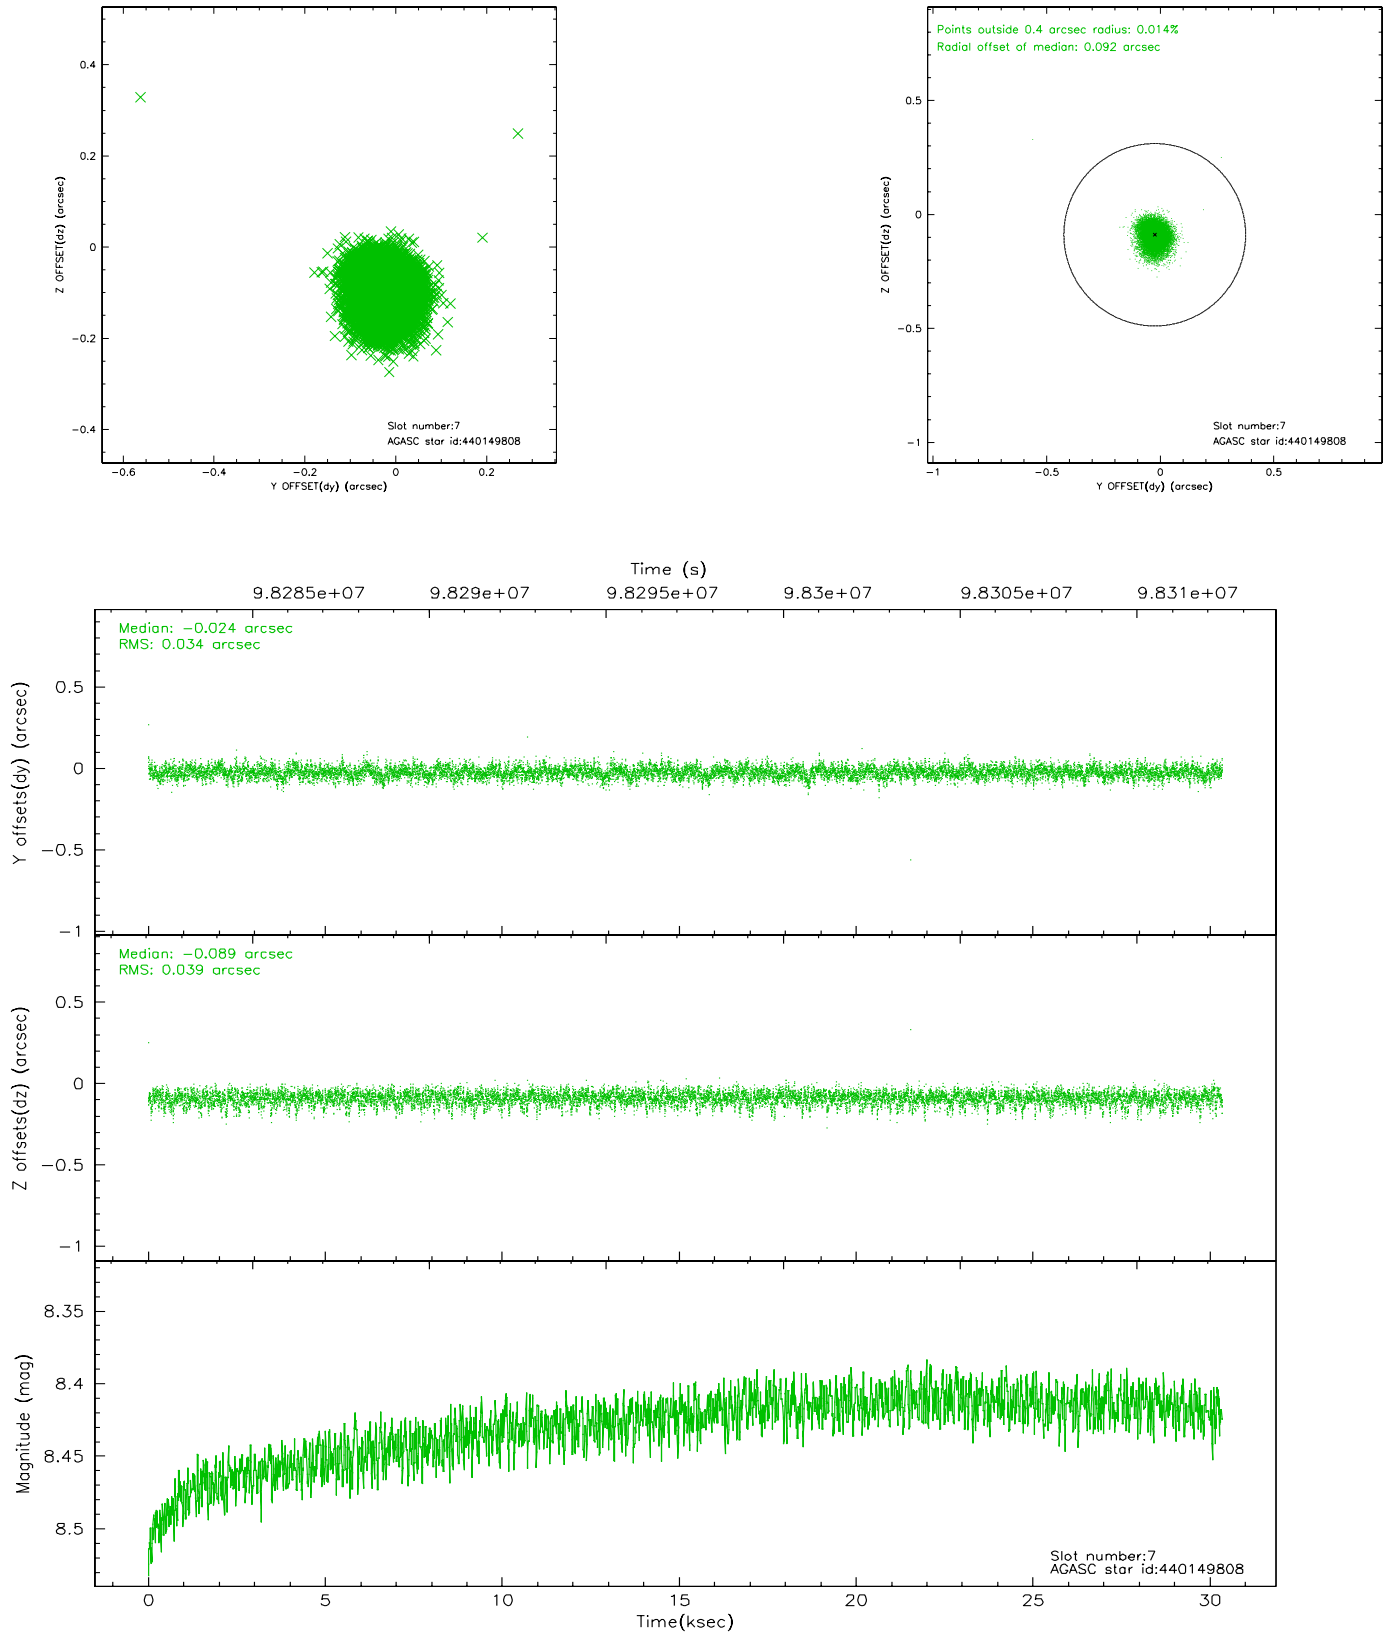 0.4
0.2
0
−0.2
−0.4
Z OFFSET(dz) (arcsec)
Slot number:7
AGASC star id:440149808
−0.6
−0.4
−0.2
0
0.2
Y OFFSET(dy) (arcsec)
Points outside 0.4 arcsec radius: 0.014%
Radial offset of median: 0.092 arcsec
0.5
0
−0.5
−1
Z OFFSET(dz) (arcsec)
Slot number:7
AGASC star id:440149808
−1
−0.5
0
0.5
Y OFFSET(dy) (arcsec)
Time (s)
9.8285e+07
9.829e+07
9.8295e+07
9.83e+07
9.8305e+07
9.831e+07
Median: −0.024 arcsec
RMS: 0.034 arcsec
0.5
0
−0.5
−1
Y offsets(dy) (arcsec)
Median: −0.089 arcsec
RMS: 0.039 arcsec
0.5
0
−0.5
−1
Z offsets(dz) (arcsec)
8.35
8.4
8.45
8.5
Magnitude (mag)
Slot number:7
AGASC star id:440149808
0
5
10
15
20
25
30
Time(ksec)